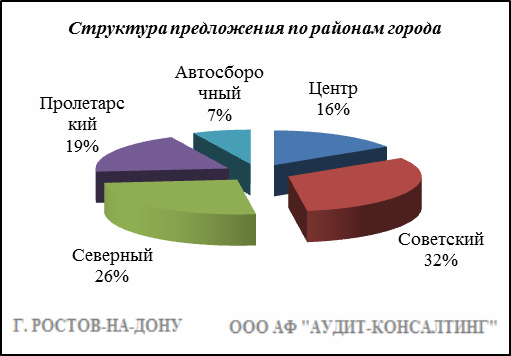 Структура предложения по районам города
Автосборо
чный
7%
Центр
16%
Пролетарс
кий
19%
Советский
32%
Северный
26%
Г. РОСТОВ-НА-ДОНУ ООО АФ "АУДИТ-КОНСАЛТИНГ"